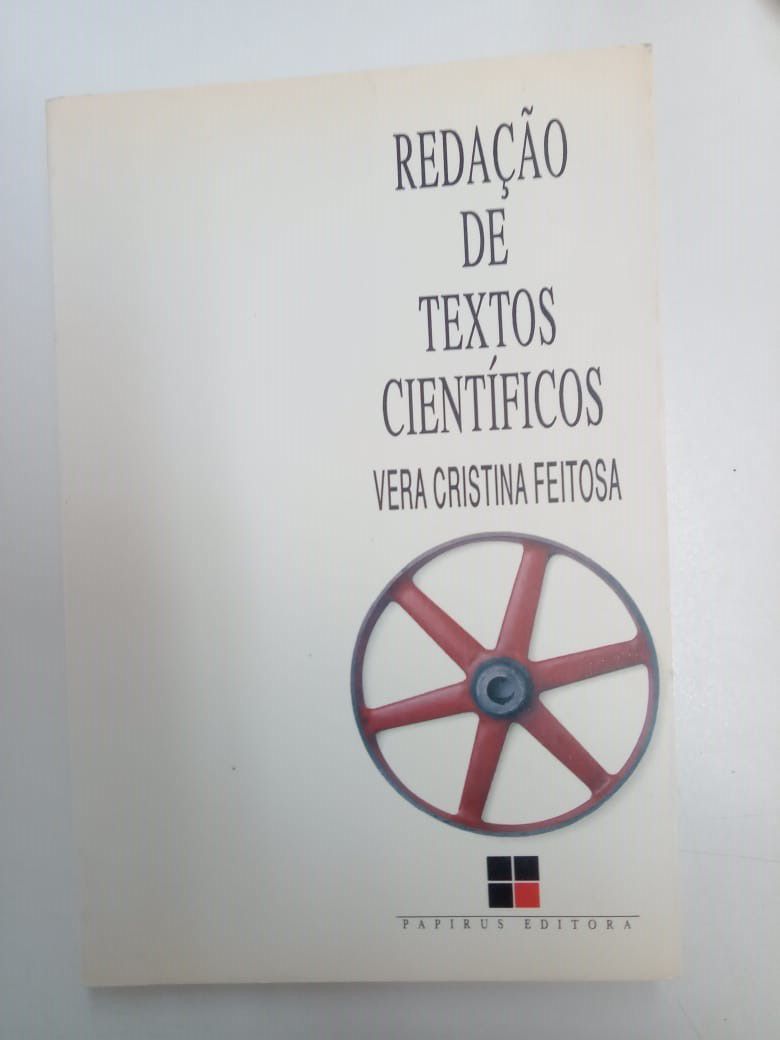 REDAÇÃO
DE
TEXTOS
CIENTÍFICOS
VERA CRISTINA FEITOSA
PAPIRUS EDITORA